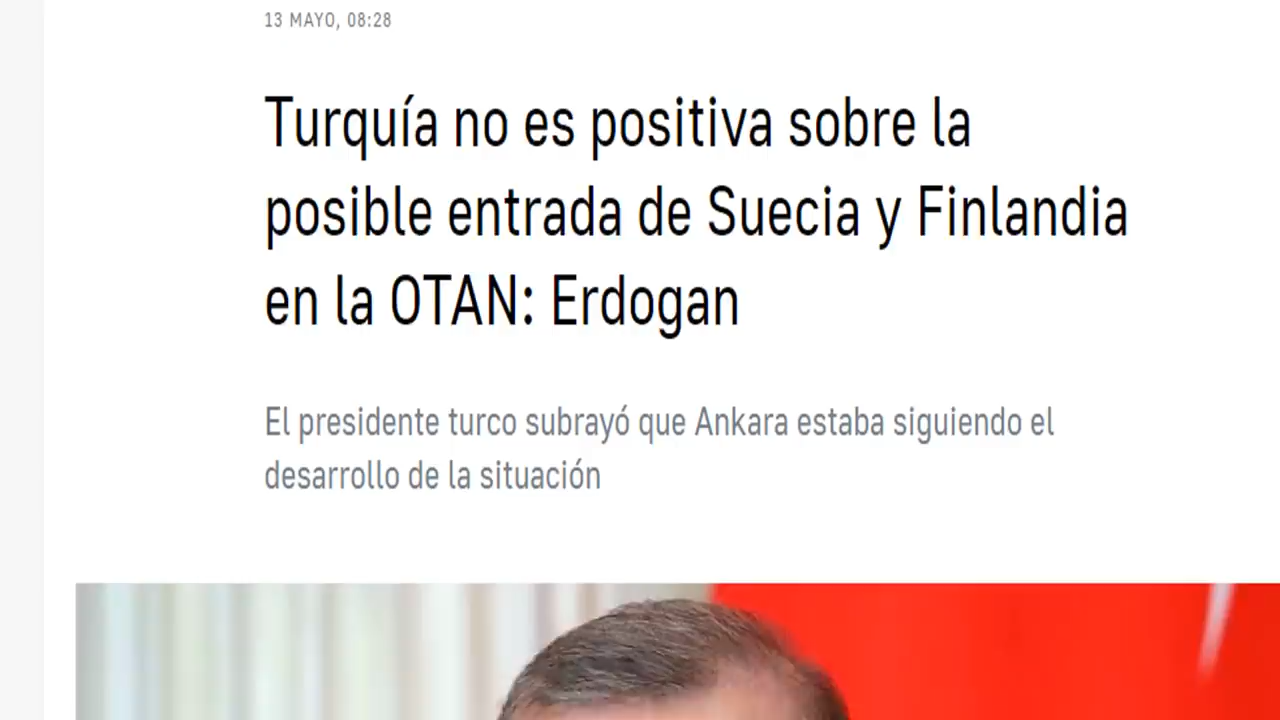 13 MAYO, 08:28
Turquía no es positiva sobre la
posible entrada de Suecia y Finlandia
en la OTAN: Erdogan
El presidente turco subrayó que Ankara estaba siguiendo el
desarrollo de la situación